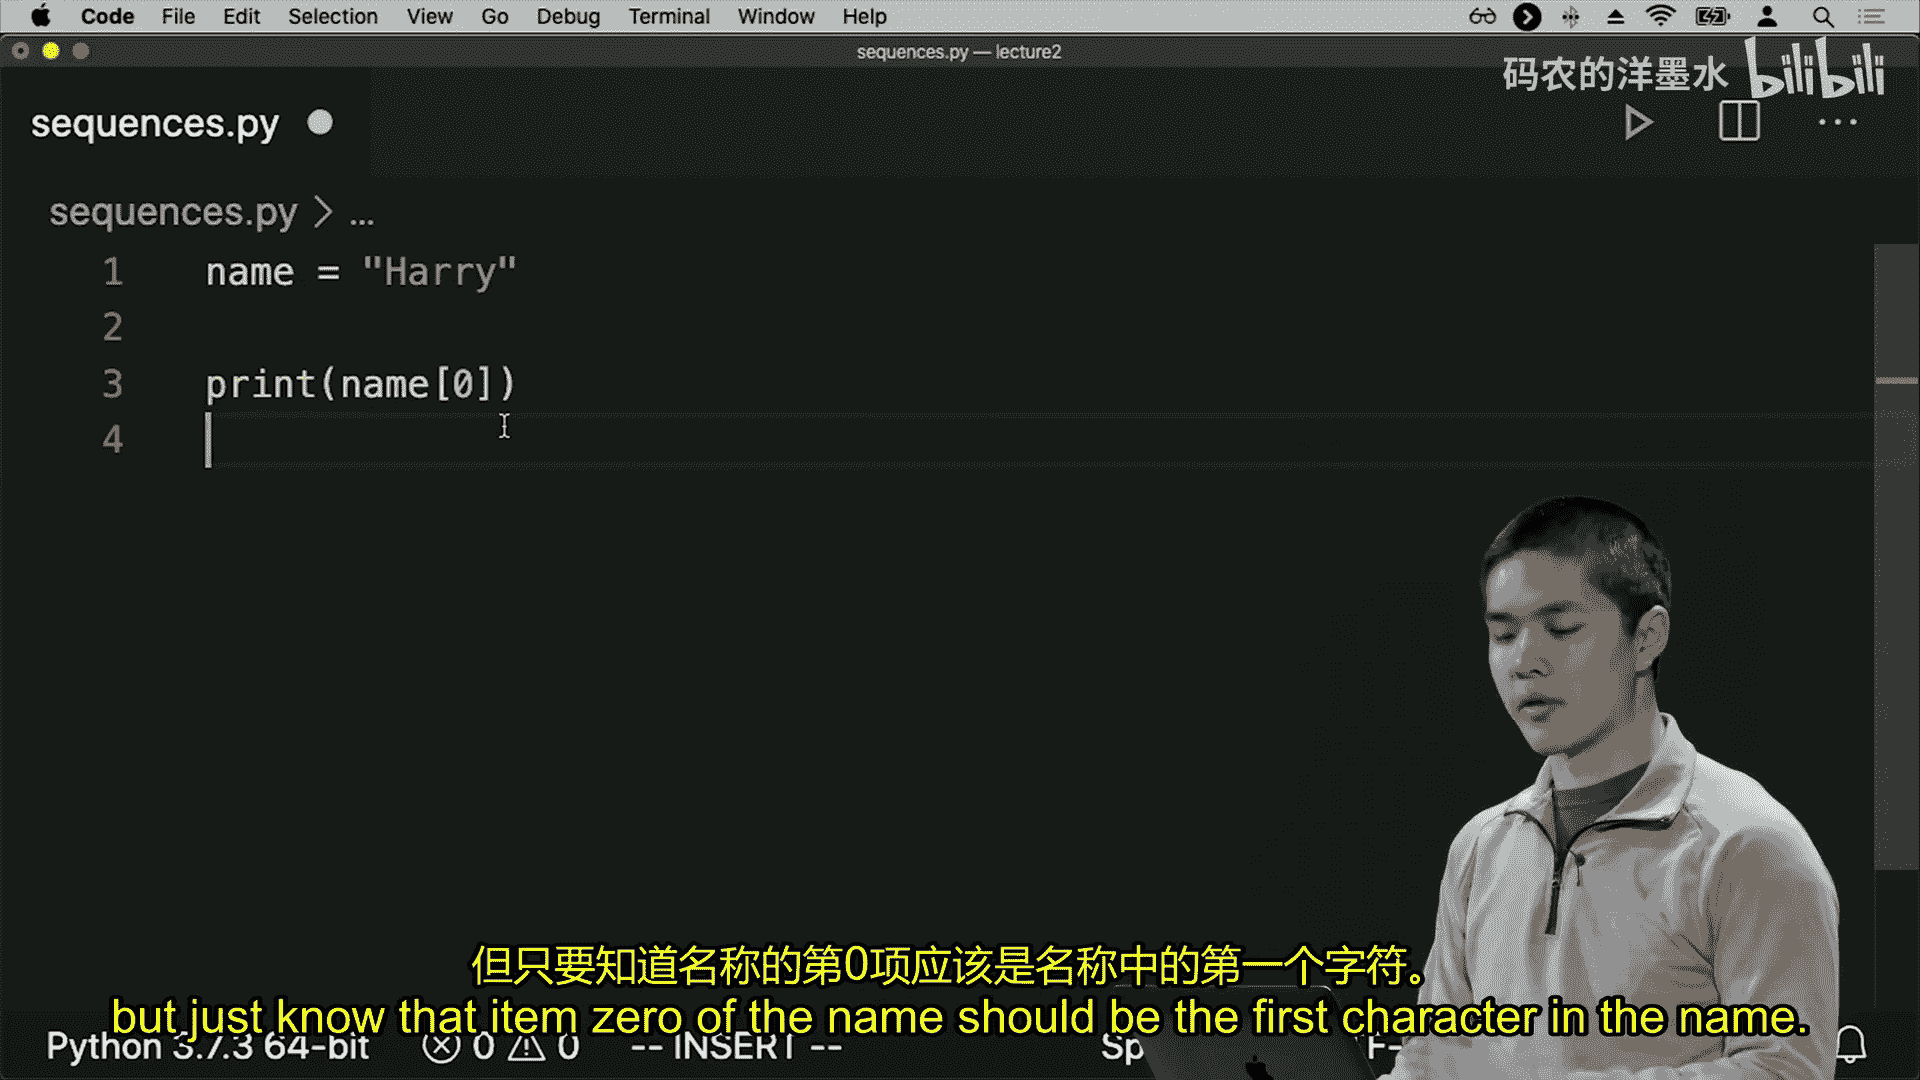 Code File Edit Selection View Go Debug Terminal Window Help
sequences.py — lecture2
码农的洋墨水 bilibili
sequences.py
sequences.py > ...
1 name = "Harry"
2
3 print(name[0])
4
但只要知道名称的第0项应该是名称中的第一个字符。
but just know that item zero of the name should be the first character in the name.
Python 3.7.3 64-bit 0 0 -- INSERT --